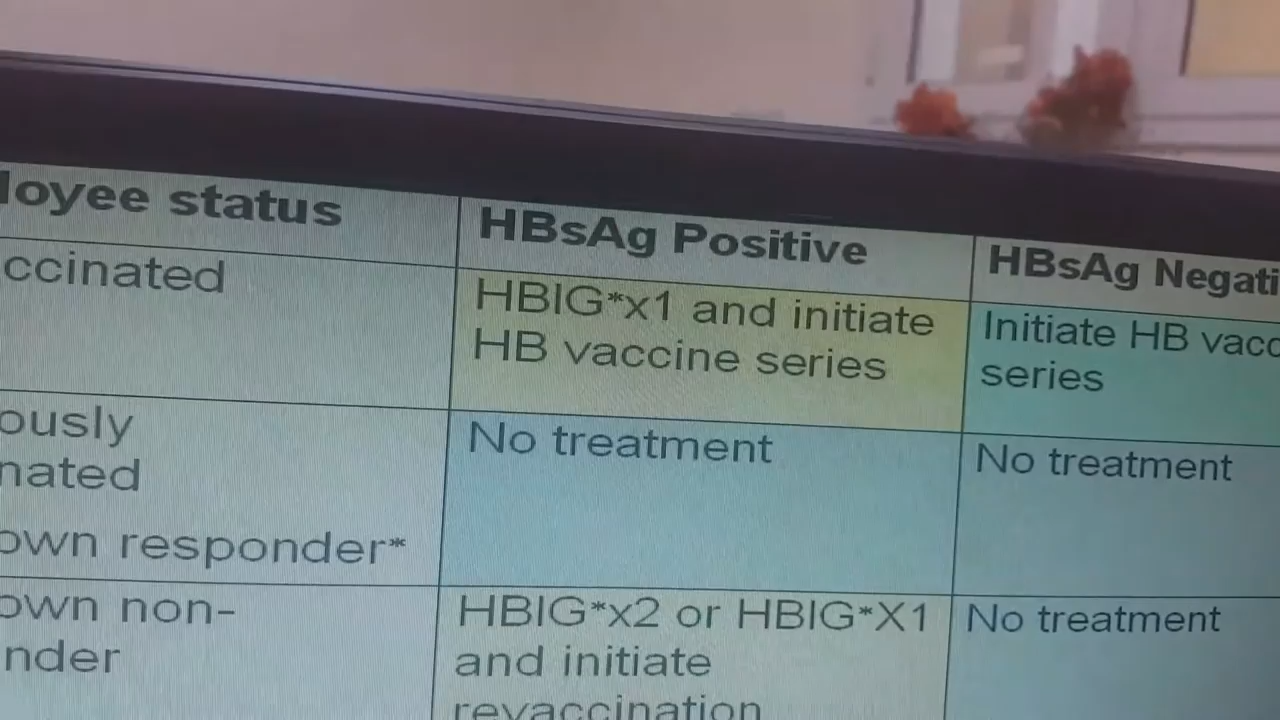 loyee status
HBsAg Positive
HBsAg Negati
ccinated
HBIG*x1 and initiate
HB vaccine series
Initiate HB vacc
series
ously
nated
own responder*
No treatment
No treatment
own non-
nder
HBIG*x2 or HBIG*X1
and initiate
revaccination
No treatment